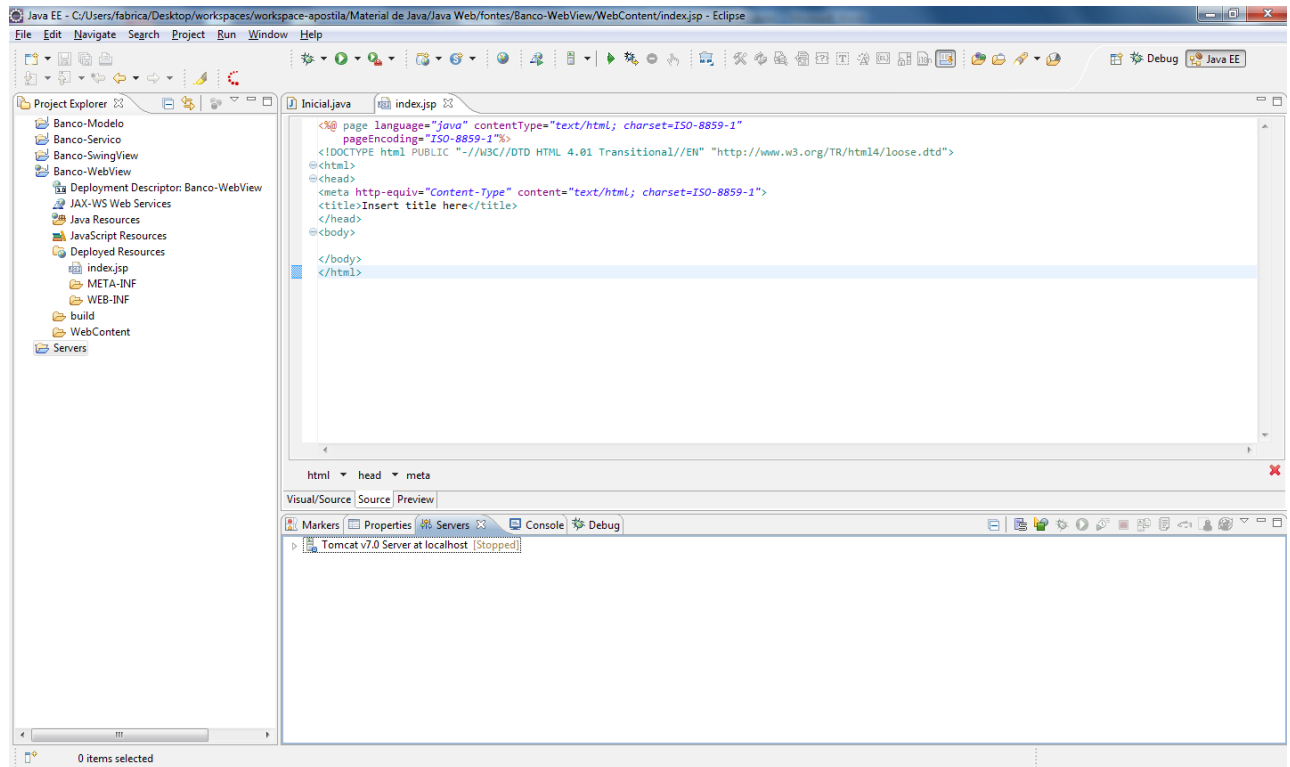 Java EE - C:/Users/fabrica/Desktop/workspaces/workspace-apostila/Material de Java/Java Web/fontes/Banco-WebView/WebContent/index.jsp - Eclipse
File Edit Navigate Search Project Run Window Help
Debug Java EE
Project Explorer
Banco-Modelo
Banco-Servico
Banco-SwingView
Banco-WebView
Deployment Descriptor: Banco-WebView
JAX-WS Web Services
Java Resources
JavaScript Resources
Deployed Resources
index.jsp
META-INF
WEB-INF
build
WebContent
Servers
Inicial.java index.jsp
<%@ page language="java" contentType="text/html; charset=ISO-8859-1"
pageEncoding="ISO-8859-1"%>
<!DOCTYPE html PUBLIC "-//W3C//DTD HTML 4.01 Transitional//EN" "http://www.w3.org/TR/html4/loose.dtd">
<html>
<head>
<meta http-equiv="Content-Type" content="text/html; charset=ISO-8859-1">
<title>Insert title here</title>
</head>
<body>
</body>
</html>
html head meta
Visual/Source Source Preview
Markers Properties Servers Console Debug
Tomcat v7.0 Server at localhost [Stopped]
0 items selected